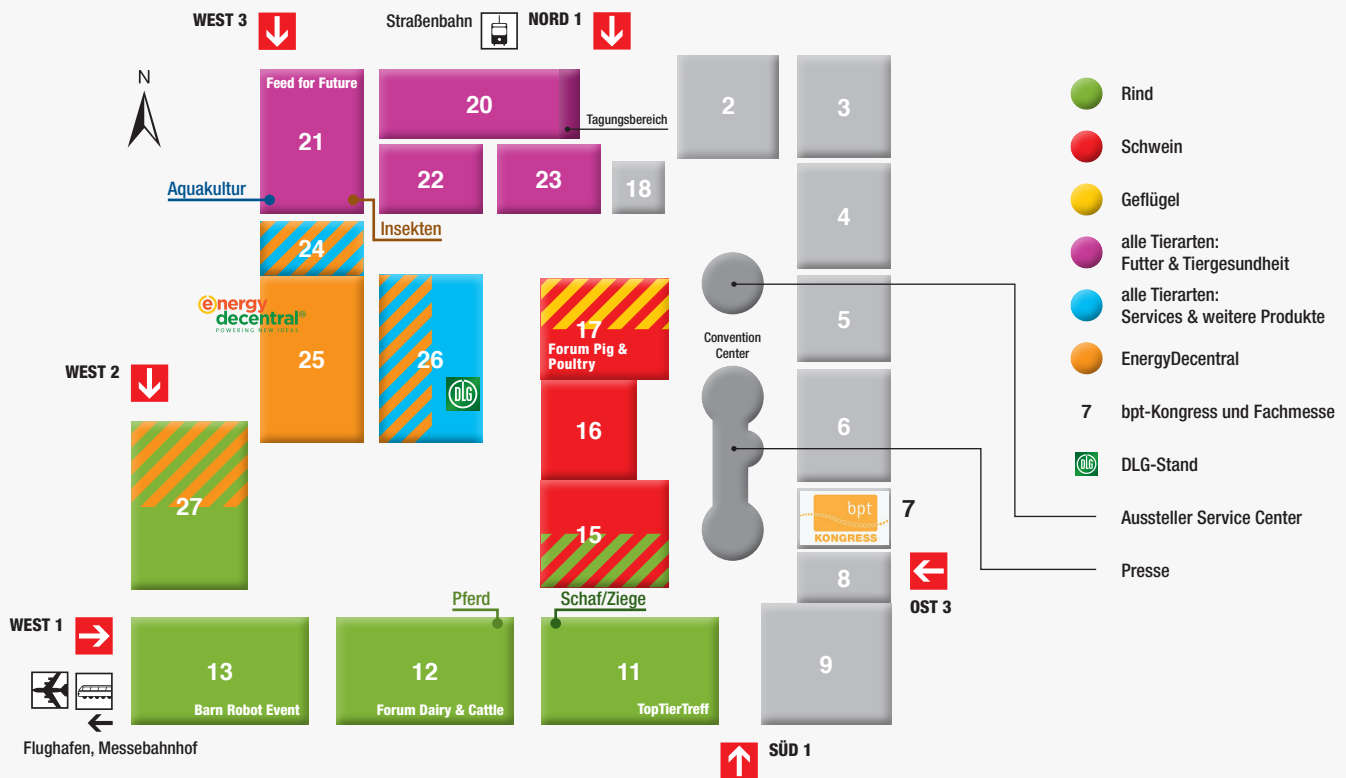 WEST 3
Straßenbahn
NORD 1
N
Feed for Future
21
20
Tagungsbereich
22
23
18
2
3
4
Aquakultur
Insekten
24
energy
decentral®
POWERING NEW IDEAS
25
26
DLG
17
Forum Pig &
Poultry
16
15
Convention
Center
5
6
bpt
KONGRESS
7
8
OST 3
9
WEST 2
27
WEST 1
13
Barn Robot Event
Pferd
12
Forum Dairy & Cattle
Schaf/Ziege
11
TopTierTreff
SÜD 1
Flughafen, Messebahnhof
Rind
Schwein
Geflügel
alle Tierarten:
Futter & Tiergesundheit
alle Tierarten:
Services & weitere Produkte
EnergyDecentral
7 bpt-Kongress und Fachmesse
DLG DLG-Stand
Aussteller Service Center
Presse